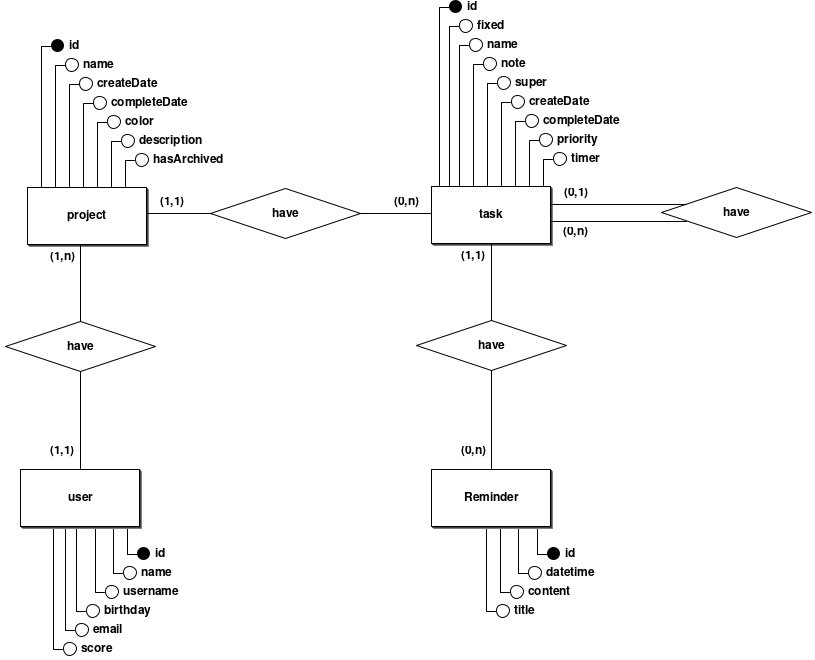 id
fixed
name
note
super
createDate
completeDate
priority
timer
id
name
createDate
completeDate
color
description
hasArchived
project
(1,1)
have
(0,n)
task
(0,1)
(0,n)
have
(1,n)
(1,1)
have
have
(1,1)
(0,n)
user
Reminder
id
name
username
birthday
email
score
id
datetime
content
title